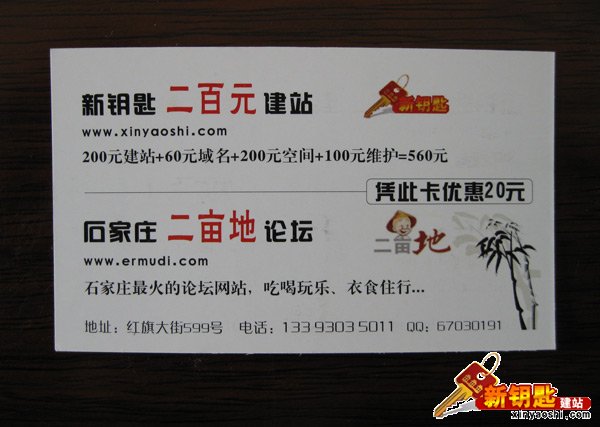 新钥匙 二百元 建站
新钥匙
www.xinyaoshi.com
200元建站+60元域名+200元空间+100元维护=560元
凭此卡优惠20元
石家庄 二亩地 论坛
二亩地
www.ermudi.com
石家庄最火的论坛网站，吃喝玩乐、衣食住行...
地址：红旗大街599号 电话：133 9303 5011 QQ：67030191
新钥匙建站
xinyaoshi.com